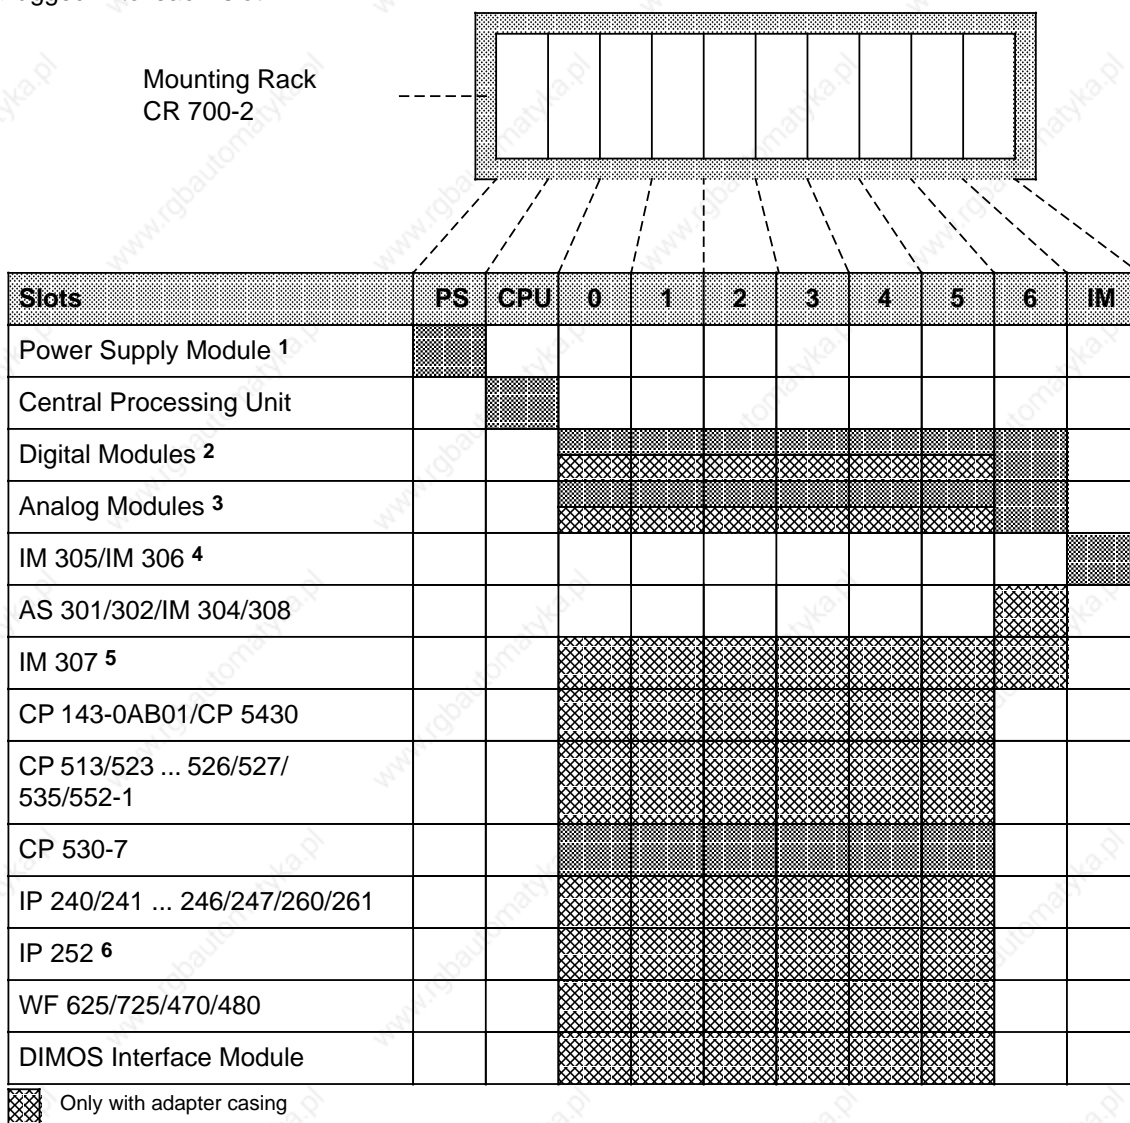 Mounting Rack
CR 700-2
Slots PS CPU 0 1 2 3 4 5 6 IM
Power Supply Module 1
Central Processing Unit
Digital Modules 2
Analog Modules 3
IM 305/IM 306 4
AS 301/302/IM 304/308
IM 307 5
CP 143-0AB01/CP 5430
CP 513/523 ... 526/527/
535/552-1
CP 530-7
IP 240/241 ... 246/247/260/261
IP 252 6
WF 625/725/470/480
DIMOS Interface Module
Only with adapter casing
www.rgbautomatyka.pl